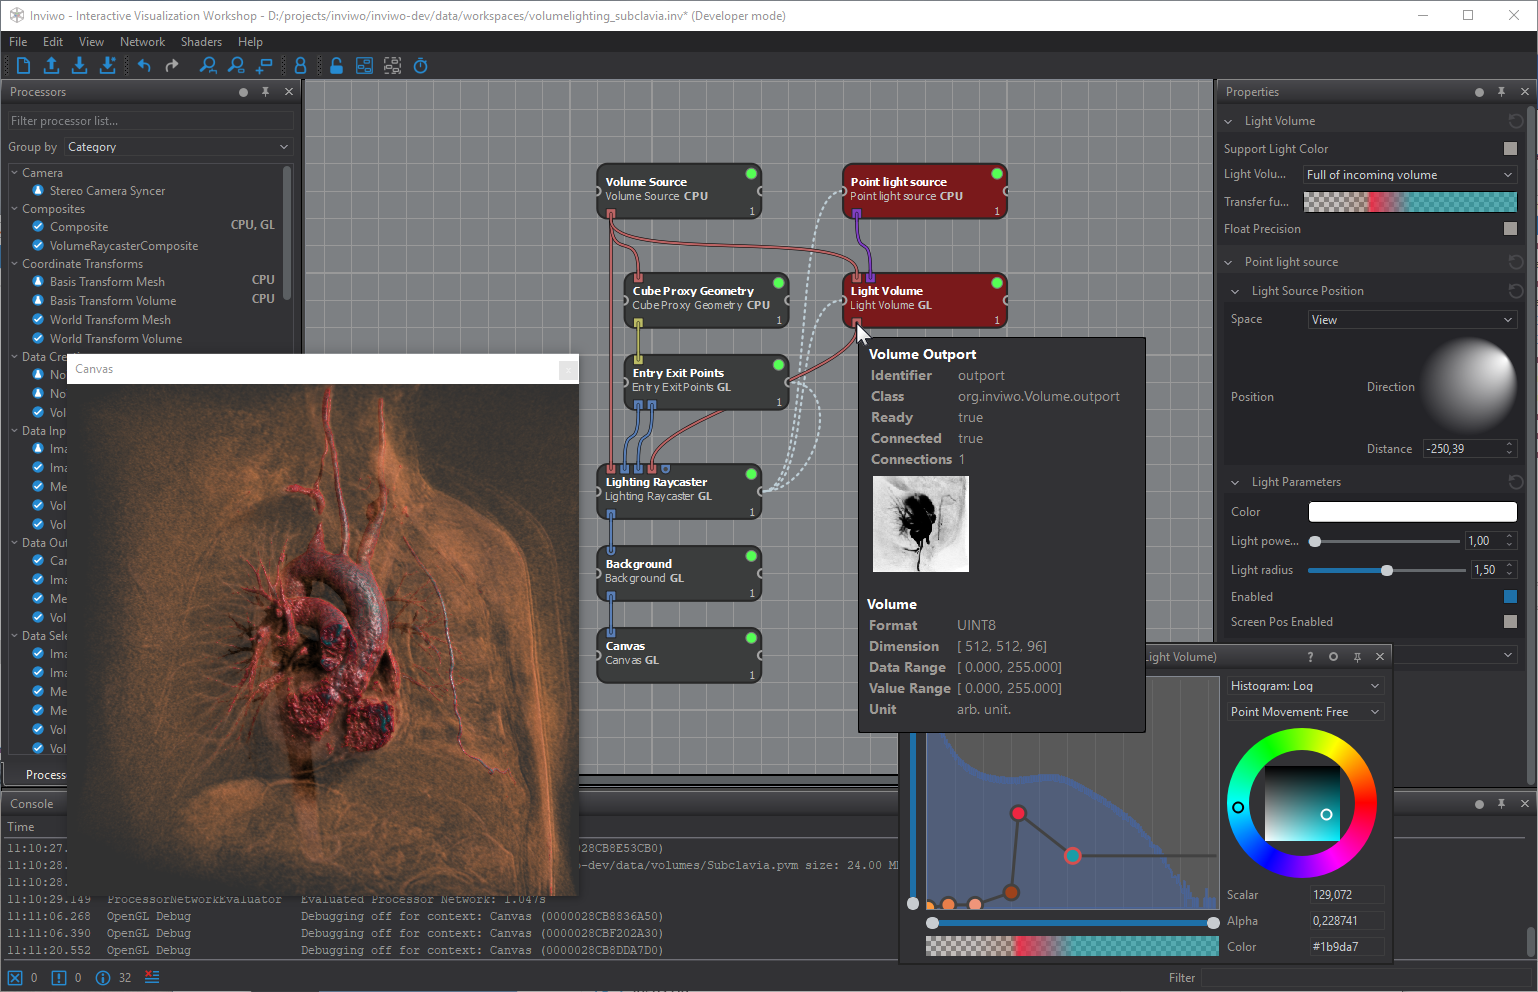 Inviwo - Interactive Visualization Workshop - D:/projects/inviwo/inviwo-dev/data/workspaces/volumelighting_subclavia.inv* (Developer mode)
File Edit View Network Shaders Help
Processors
Filter processor list...
Group by Category
Camera
Stereo Camera Syncer
Composites
Composite CPU, GL
VolumeRaycasterComposite
Coordinate Transforms
Basis Transform Mesh CPU
Basis Transform Volume CPU
World Transform Mesh
World Transform Volume
Data Cre
No
No
Vol
Data Inp
Ima
Ima
Me
Vol
Vol
Data Out
Can
Ima
Me
Vol
Data Sele
Ima
Ima
Me
Me
Vol
Vol
Process
Canvas
Volume Source
Volume Source CPU
1
Point light source
Point light source CPU
1
Cube Proxy Geometry
Cube Proxy Geometry CPU
1
Light Volume
Light Volume GL
1
Entry Exit Points
Entry Exit Points GL
1
Lighting Raycaster
Lighting Raycaster GL
1
Background
Background GL
1
Canvas
Canvas GL
1
Volume Outport
Identifier outport
Class org.inviwo.Volume.outport
Ready true
Connected true
Connections 1
Volume
Format UINT8
Dimension [ 512, 512, 96]
Data Range [ 0.000, 255.000]
Value Range [ 0.000, 255.000]
Unit arb. unit.
Properties
Light Volume
Support Light Color
Light Volu... Full of incoming volume
Transfer fu...
Float Precision
Point light source
Light Source Position
Space View
Position Direction
Distance -250,39
Light Parameters
Color
Light powe... 1,00
Light radius 1,50
Enabled
Screen Pos Enabled
ight Volume) ?
Histogram: Log
Point Movement: Free
Scalar 129,072
Alpha 0,228741
Color #1b9da7
Console
Time
11:10:27. 028CB8E53CB0)
11:10:28. o-dev/data/volumes/Subclavia.pvm size: 24.00 M
11:10:28.
11:10:29.149 ProcessorNetworkEvaluator Evaluated Processor Network: 1.047s
11:11:06.268 OpenGL Debug Debugging off for context: Canvas (0000028CB8836A50)
11:11:06.390 OpenGL Debug Debugging off for context: Canvas (0000028CBF202A30)
11:11:20.552 OpenGL Debug Debugging off for context: Canvas (0000028CB8DDA7D0)
0 0 32
Filter